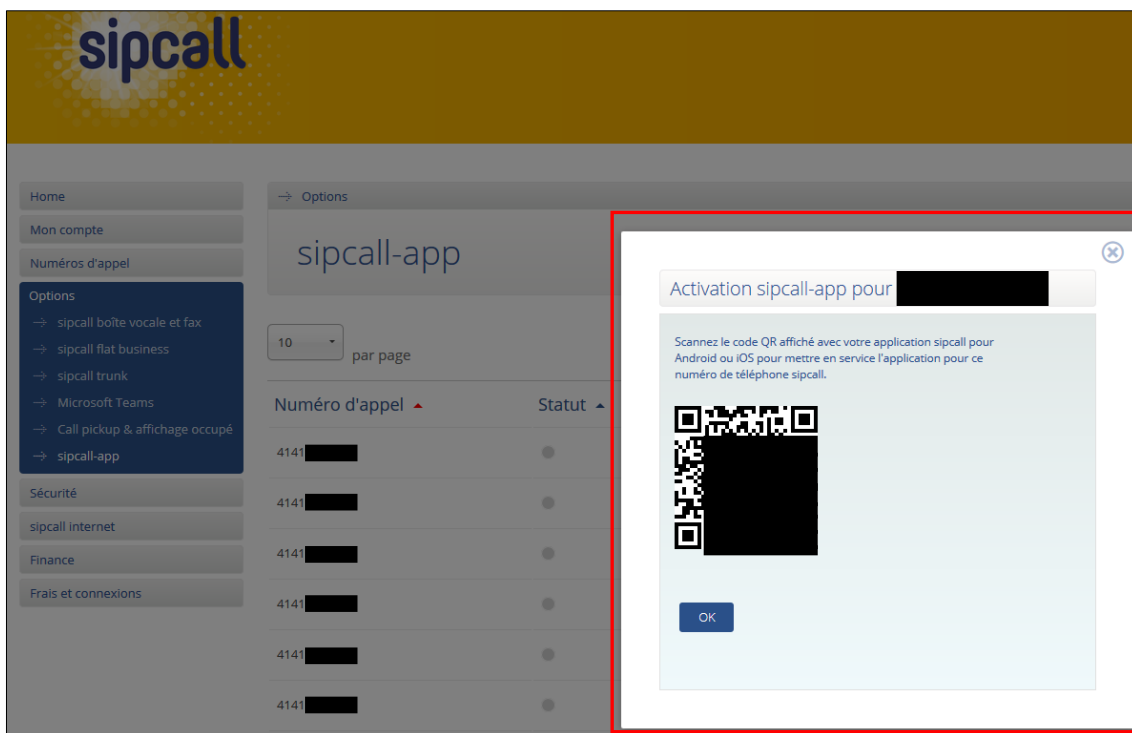 sipcall
Home
Mon compte
Numéros d'appel
Options
→ sipcall boîte vocale et fax
→ sipcall flat business
→ sipcall trunk
→ Microsoft Teams
→ Call pickup & affichage occupé
→ sipcall-app
Sécurité
sipcall internet
Finance
Frais et connexions
→ Options
sipcall-app
10
par page
Numéro d'appel
Statut
4141
4141
4141
4141
4141
4141
Activation sipcall-app pour
Scannez le code QR affiché avec votre application sipcall pour
Android ou iOS pour mettre en service l'application pour ce
numéro de téléphone sipcall.
OK